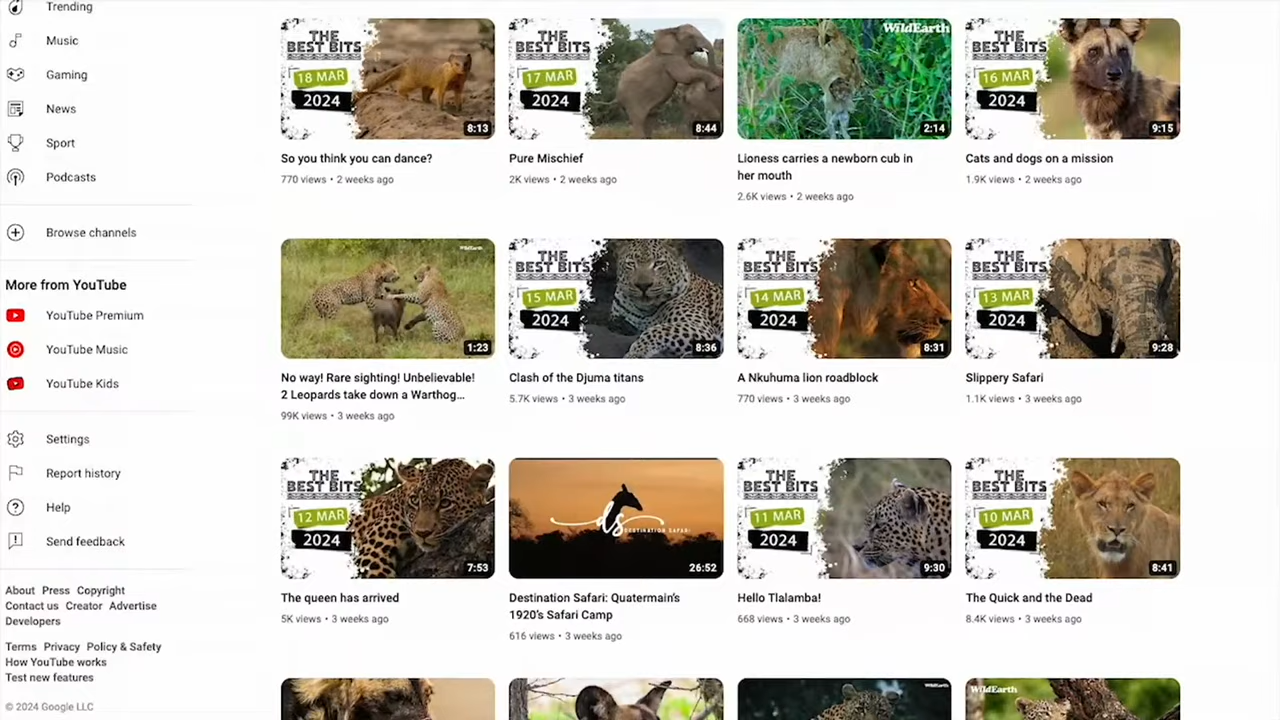 Trending
Music
Gaming
News
Sport
Podcasts
Browse channels
More from YouTube
YouTube Premium
YouTube Music
YouTube Kids
Settings
Report history
Help
Send feedback
About Press Copyright
Contact us Creator Advertise
Developers
Terms Privacy Policy & Safety
How YouTube works
Test new features
© 2024 Google LLC
THE
BEST BITS
18 MAR
2024
8:13
So you think you can dance?
770 views • 2 weeks ago
THE
BEST BITS
17 MAR
2024
8:44
Pure Mischief
2K views • 2 weeks ago
WildEarth
2:14
Lioness carries a newborn cub in
her mouth
2.6K views • 2 weeks ago
THE
BEST BITS
16 MAR
2024
9:15
Cats and dogs on a mission
1.9K views • 2 weeks ago
WildEarth
1:23
No way! Rare sighting! Unbelievable!
2 Leopards take down a Warthog...
99K views • 3 weeks ago
THE
BEST BITS
15 MAR
2024
8:36
Clash of the Djuma titans
5.7K views • 3 weeks ago
THE
BEST BITS
14 MAR
2024
8:31
A Nkuhuma lion roadblock
770 views • 3 weeks ago
THE
BEST BITS
13 MAR
2024
9:28
Slippery Safari
1.1K views • 3 weeks ago
THE
BEST BITS
12 MAR
2024
7:53
The queen has arrived
5K views • 3 weeks ago
ds
DESTINATION SAFARI
26:52
Destination Safari: Quatermain's
1920's Safari Camp
616 views • 3 weeks ago
THE
BEST BITS
11 MAR
2024
9:30
Hello Tlalamba!
668 views • 3 weeks ago
THE
BEST BITS
10 MAR
2024
8:41
The Quick and the Dead
8.4K views • 3 weeks ago
WildEarth
WildEarth